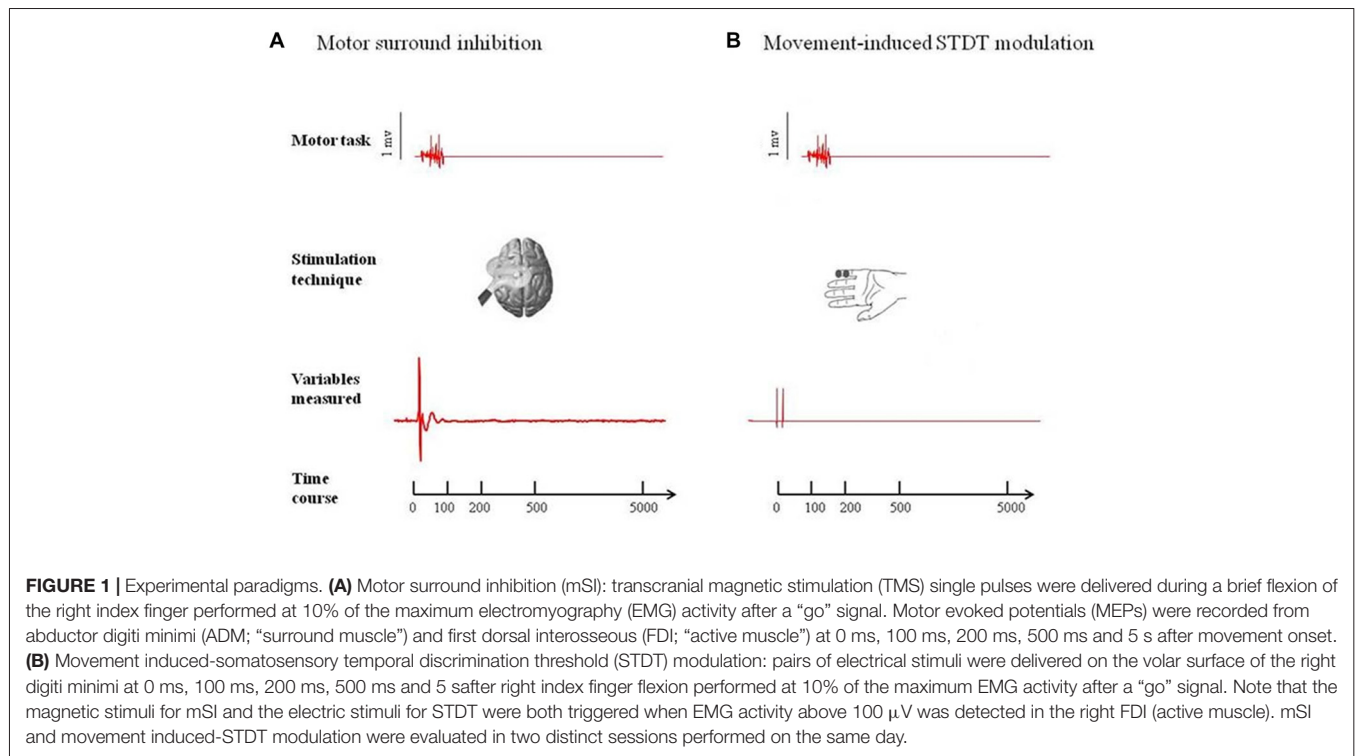 A Motor surround inhibition
B Movement-induced STDT modulation
Motor task
1 mv
1 mv
Stimulation
technique
Variables
measured
Time
course
0 100 200 500 5000
0 100 200 500 5000
FIGURE 1 | Experimental paradigms. (A) Motor surround inhibition (mSI): transcranial magnetic stimulation (TMS) single pulses were delivered during a brief flexion of
the right index finger performed at 10% of the maximum electromyography (EMG) activity after a “go” signal. Motor evoked potentials (MEPs) were recorded from
abductor digiti minimi (ADM; “surround muscle”) and first dorsal interosseous (FDI; “active muscle”) at 0 ms, 100 ms, 200 ms, 500 ms and 5 s after movement onset.
(B) Movement induced-somatosensory temporal discrimination threshold (STDT) modulation: pairs of electrical stimuli were delivered on the volar surface of the right
digiti minimi at 0 ms, 100 ms, 200 ms, 500 ms and 5 safter right index finger flexion performed at 10% of the maximum EMG activity after a “go” signal. Note that the
magnetic stimuli for mSI and the electric stimuli for STDT were both triggered when EMG activity above 100 μV was detected in the right FDI (active muscle). mSI
and movement induced-STDT modulation were evaluated in two distinct sessions performed on the same day.